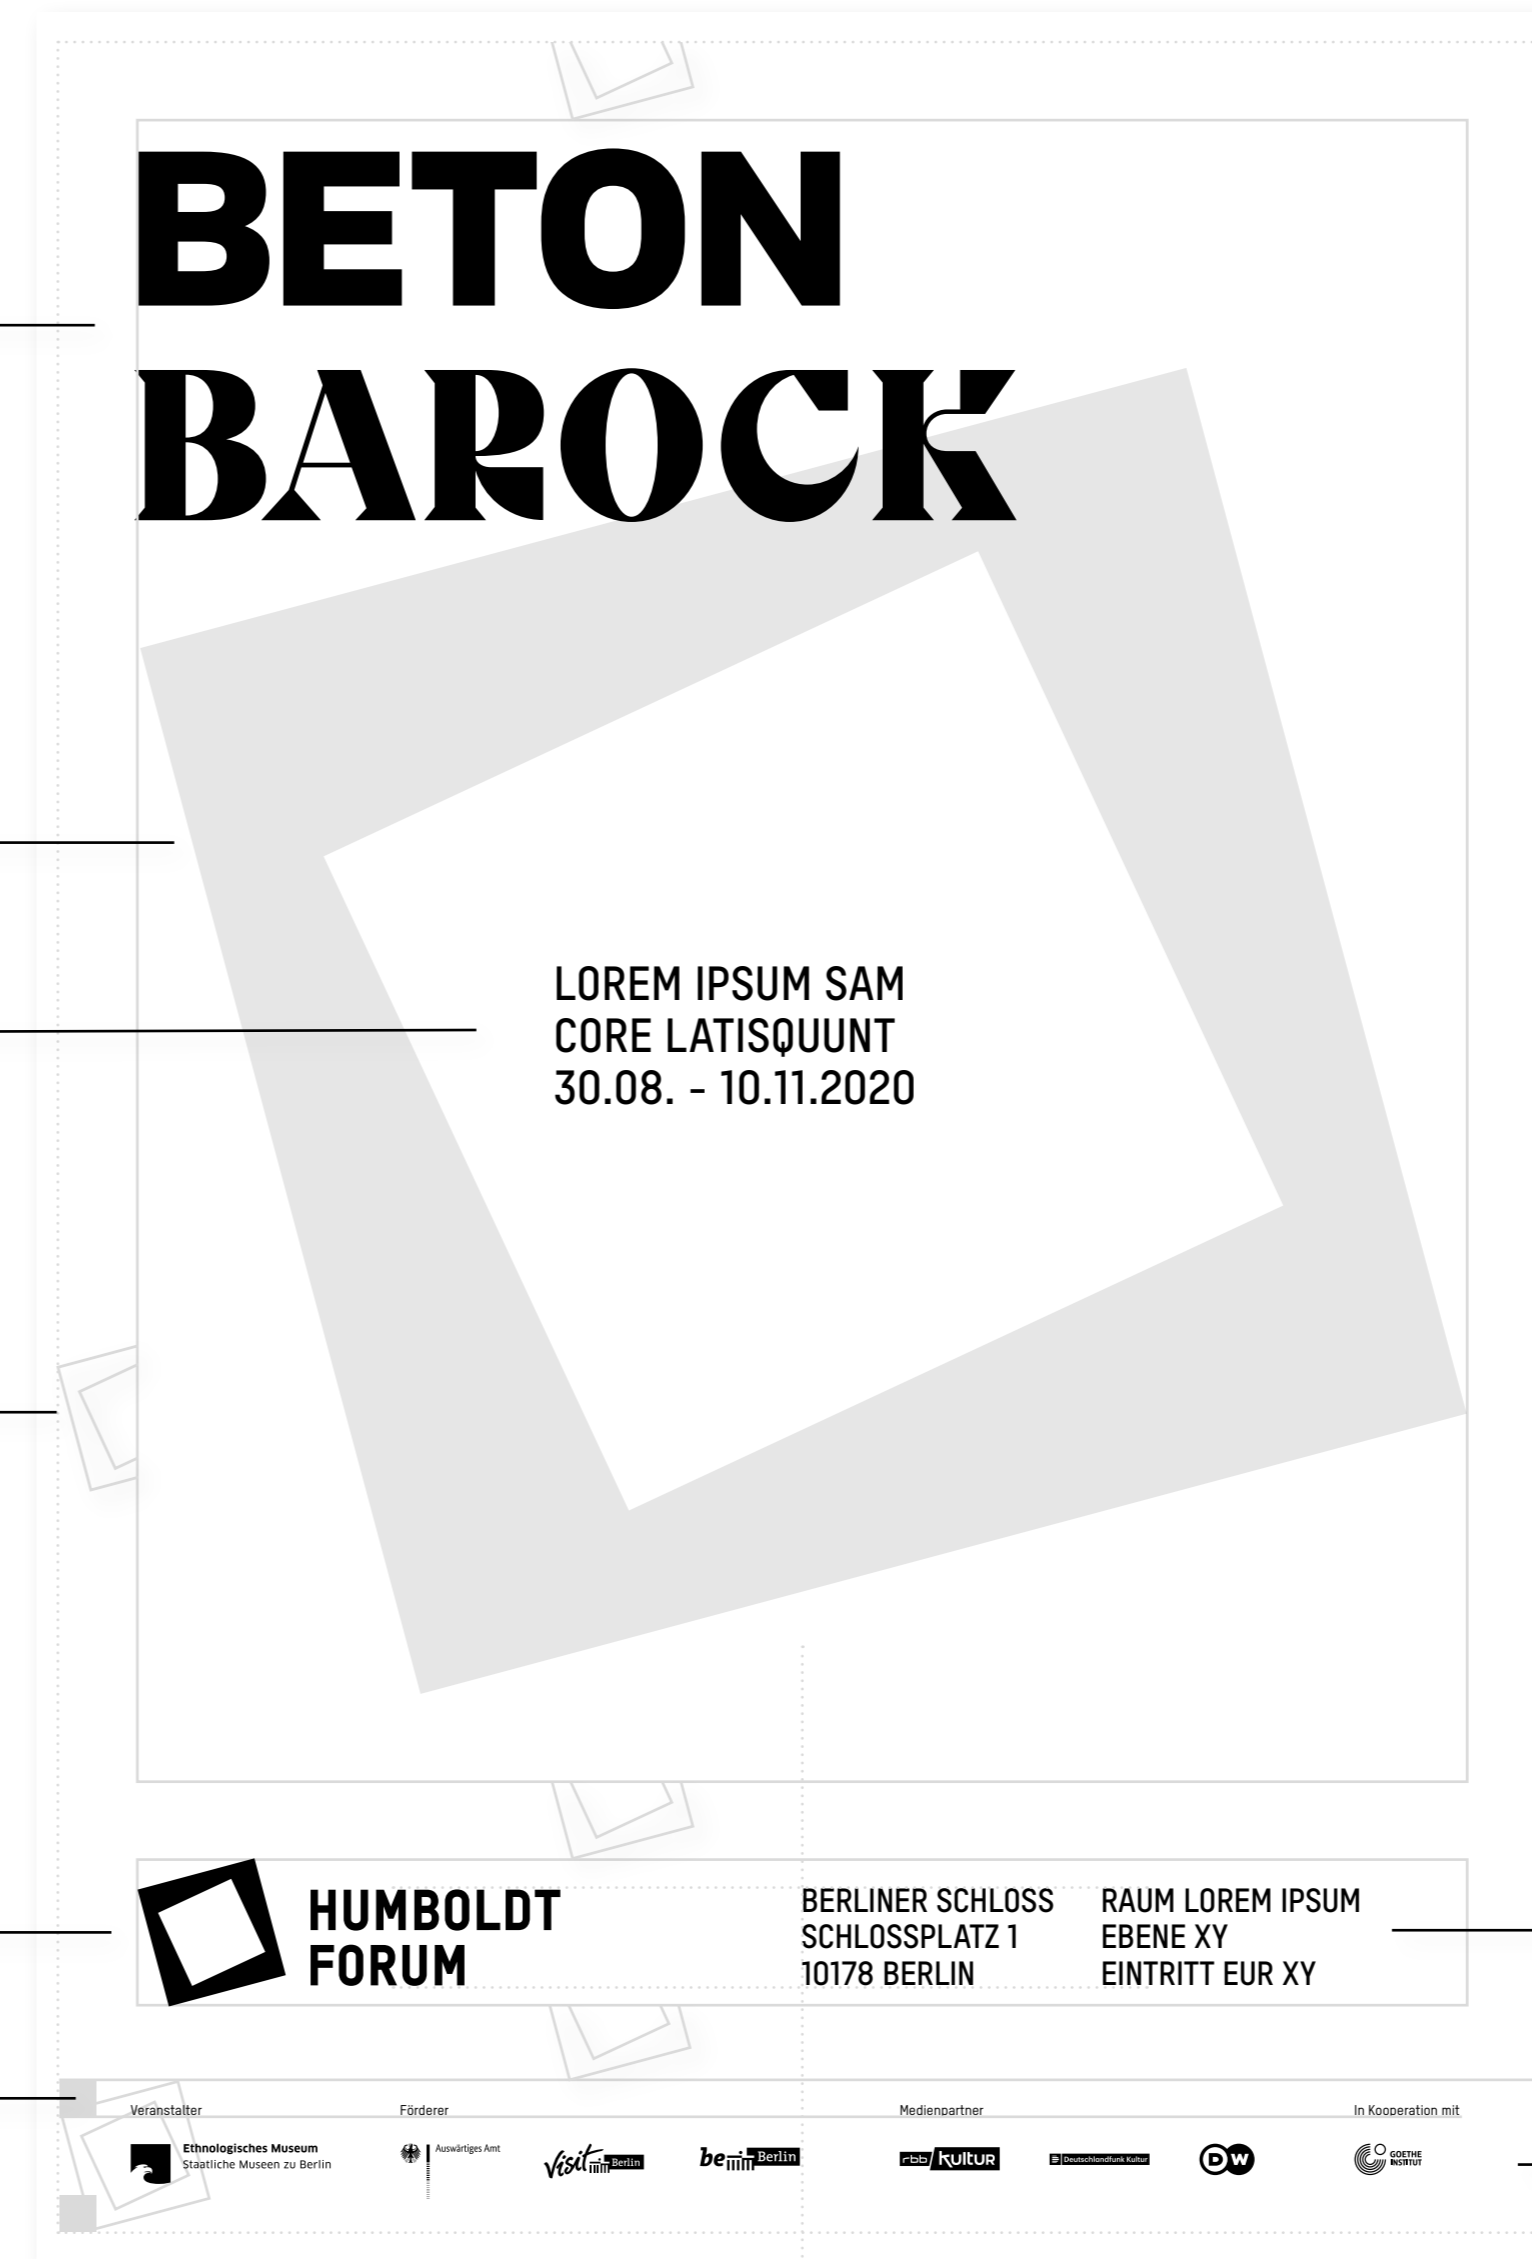 BETON
BAROCK
LOREM IPSUM SAM
CORE LATISQUUNT
30.08. - 10.11.2020
HUMBOLDT
FORUM
BERLINER SCHLOSS
SCHLOSSPLATZ 1
10178 BERLIN
RAUM LOREM IPSUM
EBENE XY
EINTRITT EUR XY
Veranstalter
Förderer
Medienpartner
In Kooperation mit
Ethnologisches Museum
Staatliche Museen zu Berlin
Auswärtiges Amt
visit Berlin
be Berlin
rbb kultur
Deutschlandfunk Kultur
DW
GOETHE
INSTITUT